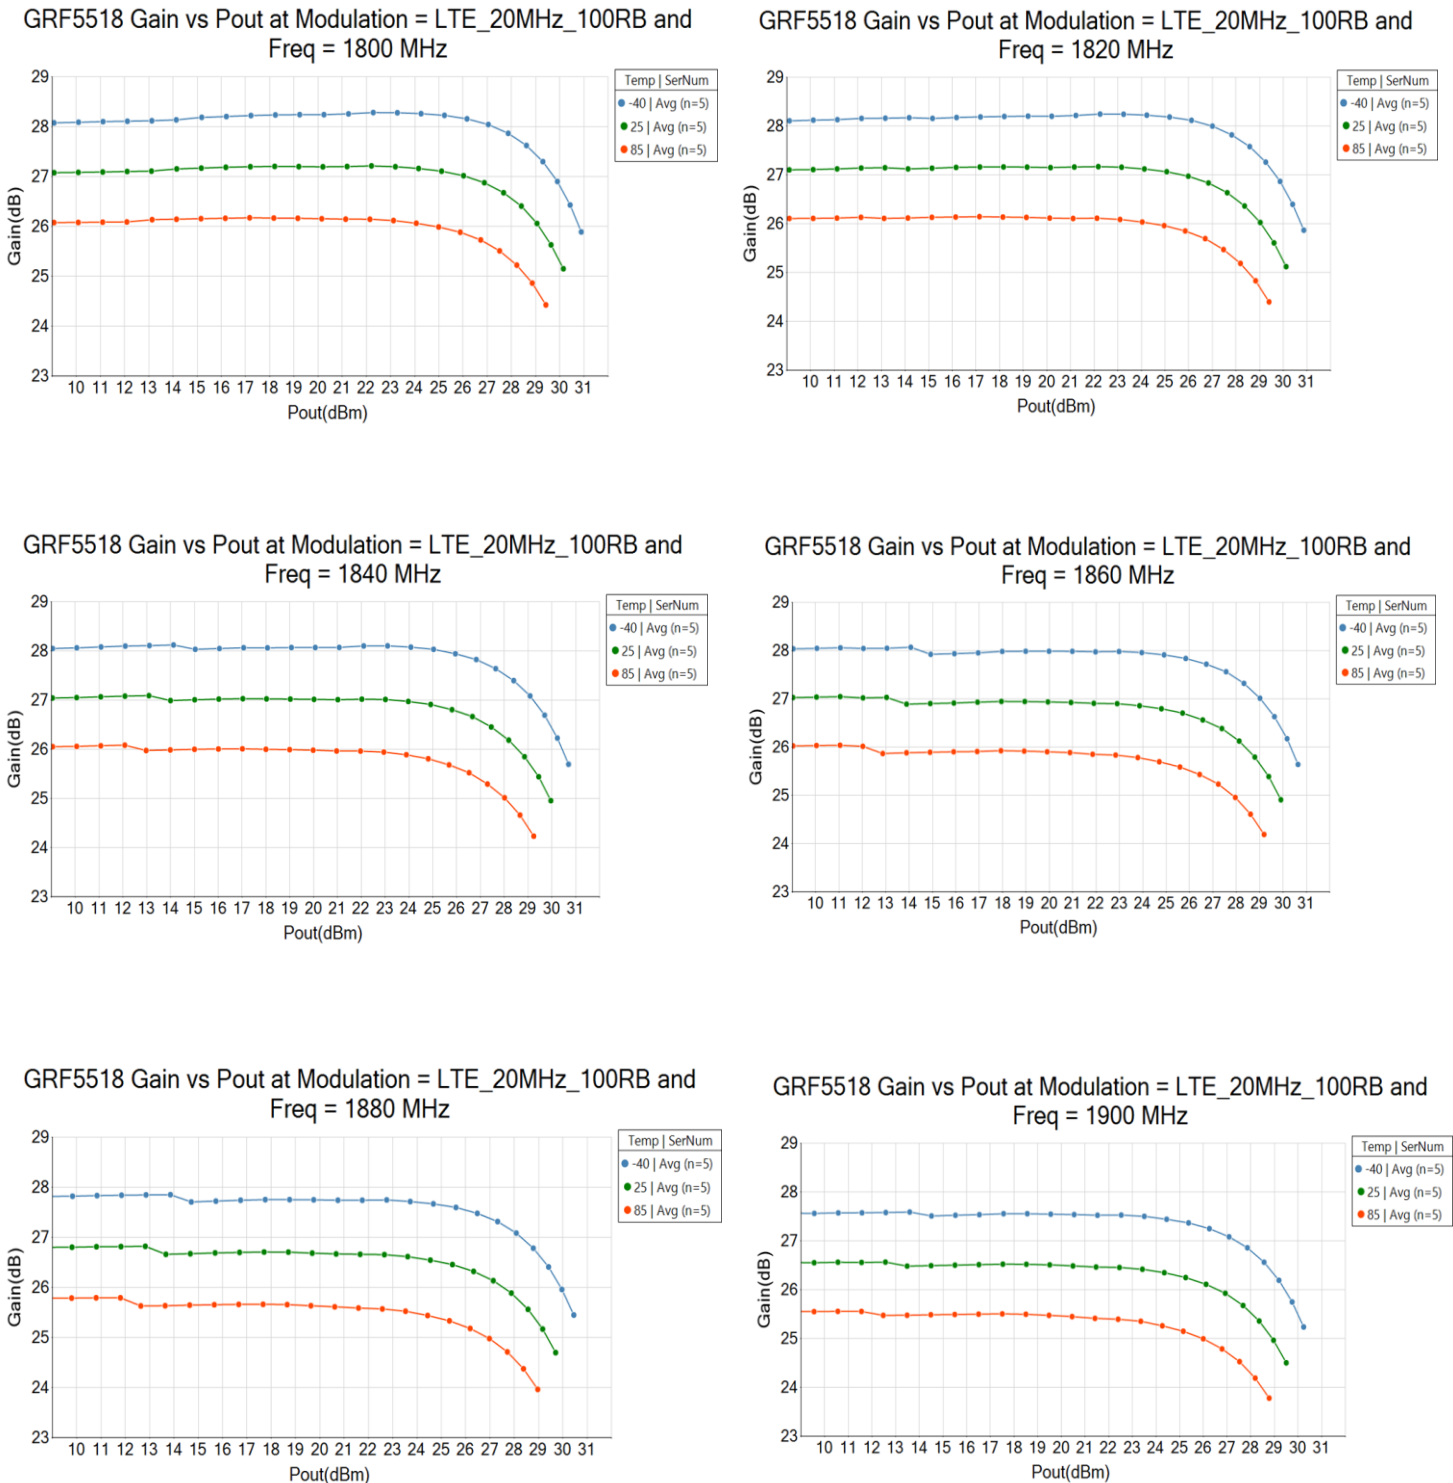 GRF5518 Gain vs Pout at Modulation = LTE_20MHz_100RB and
Freq = 1800 MHz
Temp | SerNum
-40 | Avg (n=5)
25 | Avg (n=5)
85 | Avg (n=5)
29
28
27
26
25
24
23
Gain(dB)
10 11 12 13 14 15 16 17 18 19 20 21 22 23 24 25 26 27 28 29 30 31
Pout(dBm)
GRF5518 Gain vs Pout at Modulation = LTE_20MHz_100RB and
Freq = 1820 MHz
Temp | SerNum
-40 | Avg (n=5)
25 | Avg (n=5)
85 | Avg (n=5)
29
28
27
26
25
24
23
Gain(dB)
10 11 12 13 14 15 16 17 18 19 20 21 22 23 24 25 26 27 28 29 30 31
Pout(dBm)
GRF5518 Gain vs Pout at Modulation = LTE_20MHz_100RB and
Freq = 1840 MHz
Temp | SerNum
-40 | Avg (n=5)
25 | Avg (n=5)
85 | Avg (n=5)
29
28
27
26
25
24
23
Gain(dB)
10 11 12 13 14 15 16 17 18 19 20 21 22 23 24 25 26 27 28 29 30 31
Pout(dBm)
GRF5518 Gain vs Pout at Modulation = LTE_20MHz_100RB and
Freq = 1860 MHz
Temp | SerNum
-40 | Avg (n=5)
25 | Avg (n=5)
85 | Avg (n=5)
29
28
27
26
25
24
23
Gain(dB)
10 11 12 13 14 15 16 17 18 19 20 21 22 23 24 25 26 27 28 29 30 31
Pout(dBm)
GRF5518 Gain vs Pout at Modulation = LTE_20MHz_100RB and
Freq = 1880 MHz
Temp | SerNum
-40 | Avg (n=5)
25 | Avg (n=5)
85 | Avg (n=5)
29
28
27
26
25
24
23
Gain(dB)
10 11 12 13 14 15 16 17 18 19 20 21 22 23 24 25 26 27 28 29 30 31
Pout(dBm)
GRF5518 Gain vs Pout at Modulation = LTE_20MHz_100RB and
Freq = 1900 MHz
Temp | SerNum
-40 | Avg (n=5)
25 | Avg (n=5)
85 | Avg (n=5)
29
28
27
26
25
24
23
Gain(dB)
10 11 12 13 14 15 16 17 18 19 20 21 22 23 24 25 26 27 28 29 30 31
Pout(dBm)